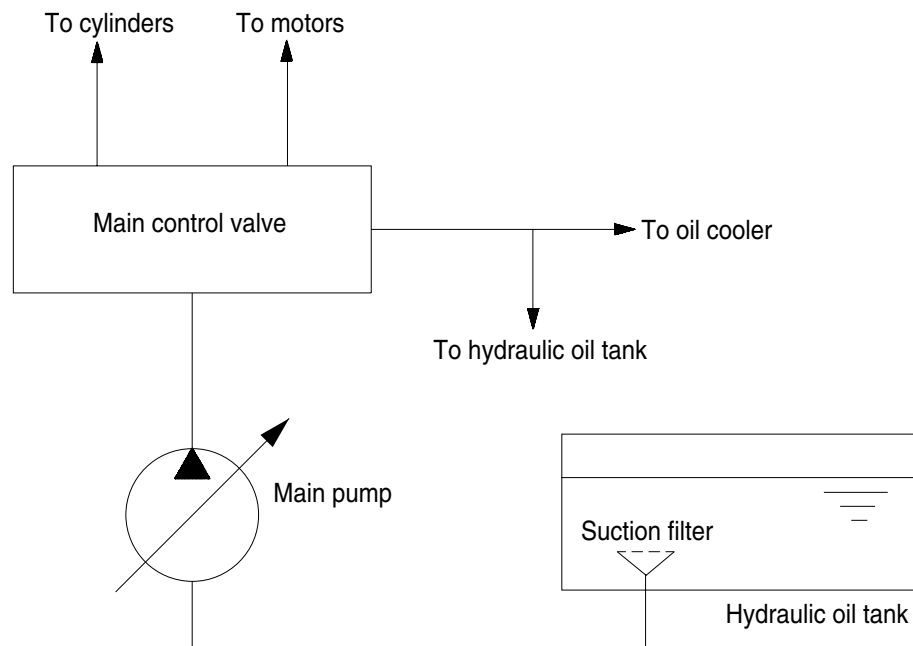 To cylinders
To motors
Main control valve
To oil cooler
To hydraulic oil tank
Main pump
Suction filter
Hydraulic oil tank